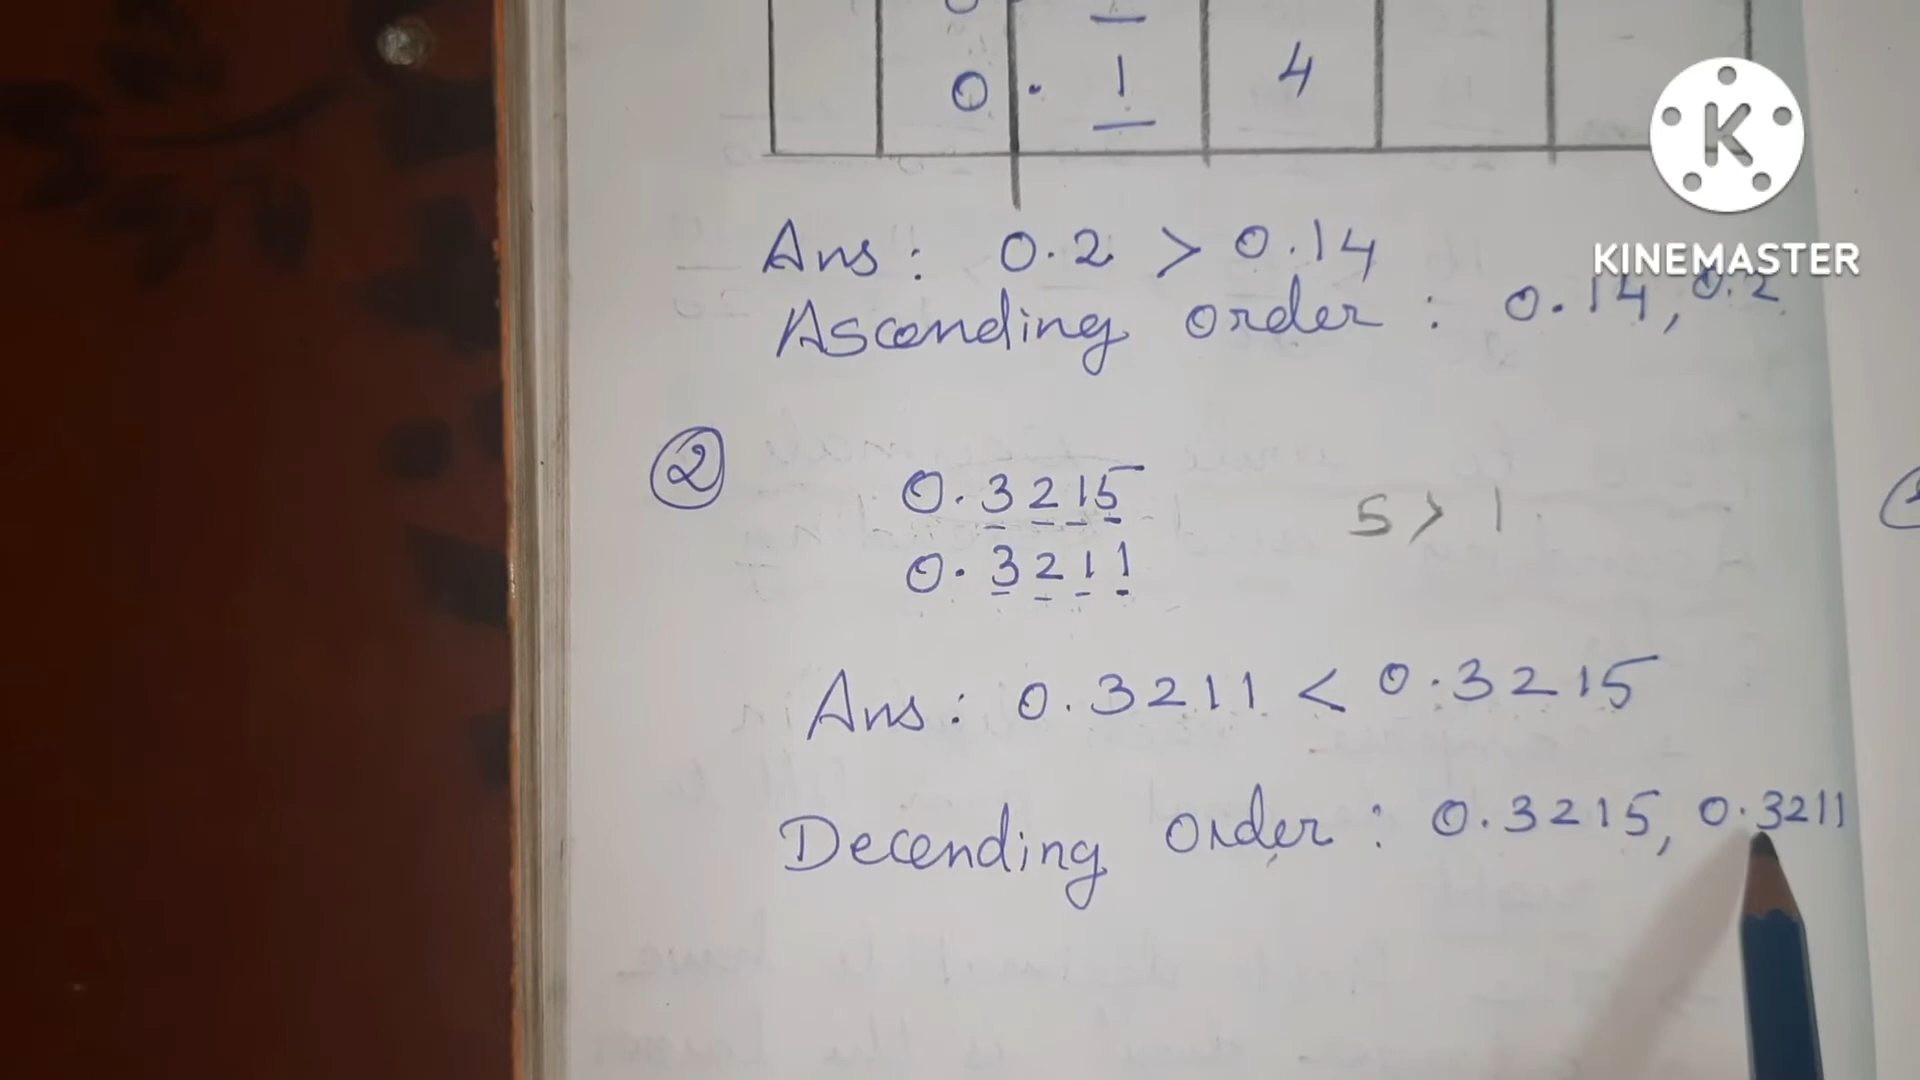 0 . 1 4
K
KINEMASTER
Ans : 0.2 > 0.14
Ascending order : 0.14, 0.2
2
0.3215
5 > 1
0.3211
Ans : 0.3211 < 0.3215
Decending Order : 0.3215, 0.3211